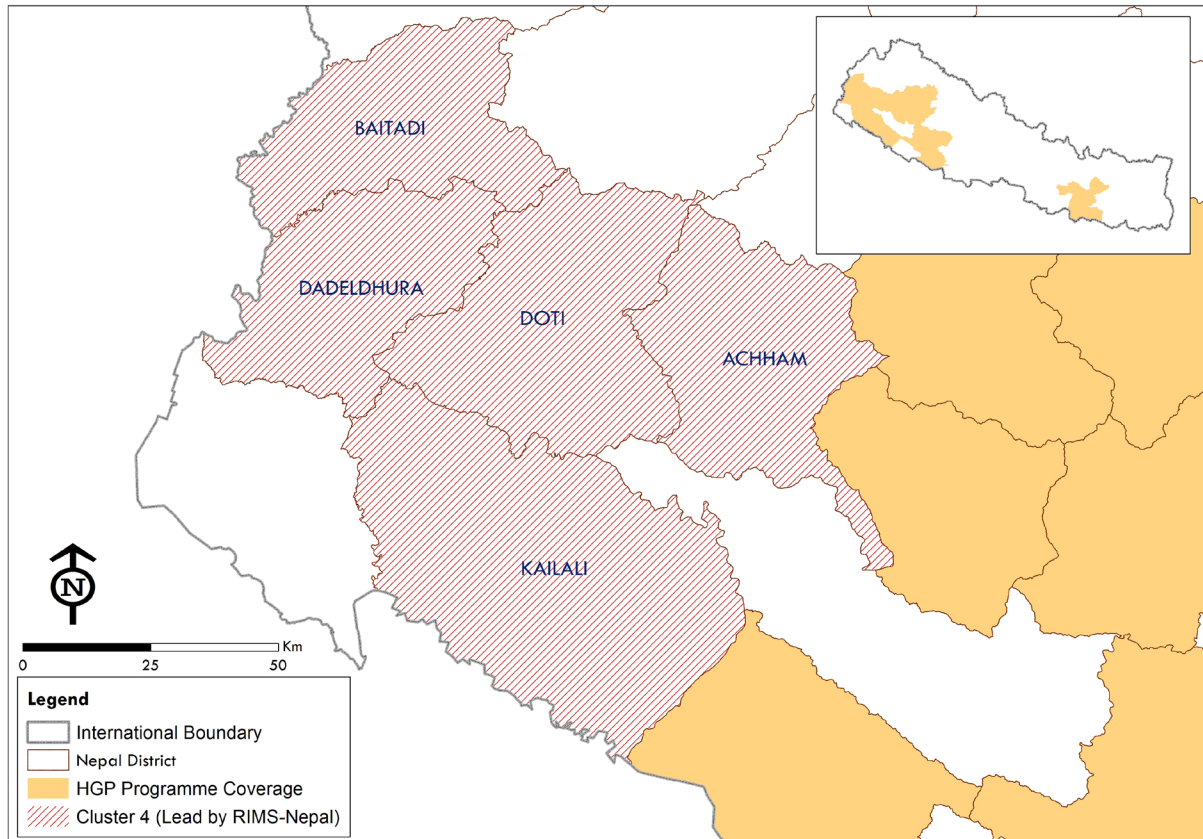 BAITADI
DADELDHURA
DOTI
ACHHAM
KAILALI
N
Km
0 25 50
Legend
International Boundary
Nepal District
HGP Programme Coverage
Cluster 4 (Lead by RIMS-Nepal)